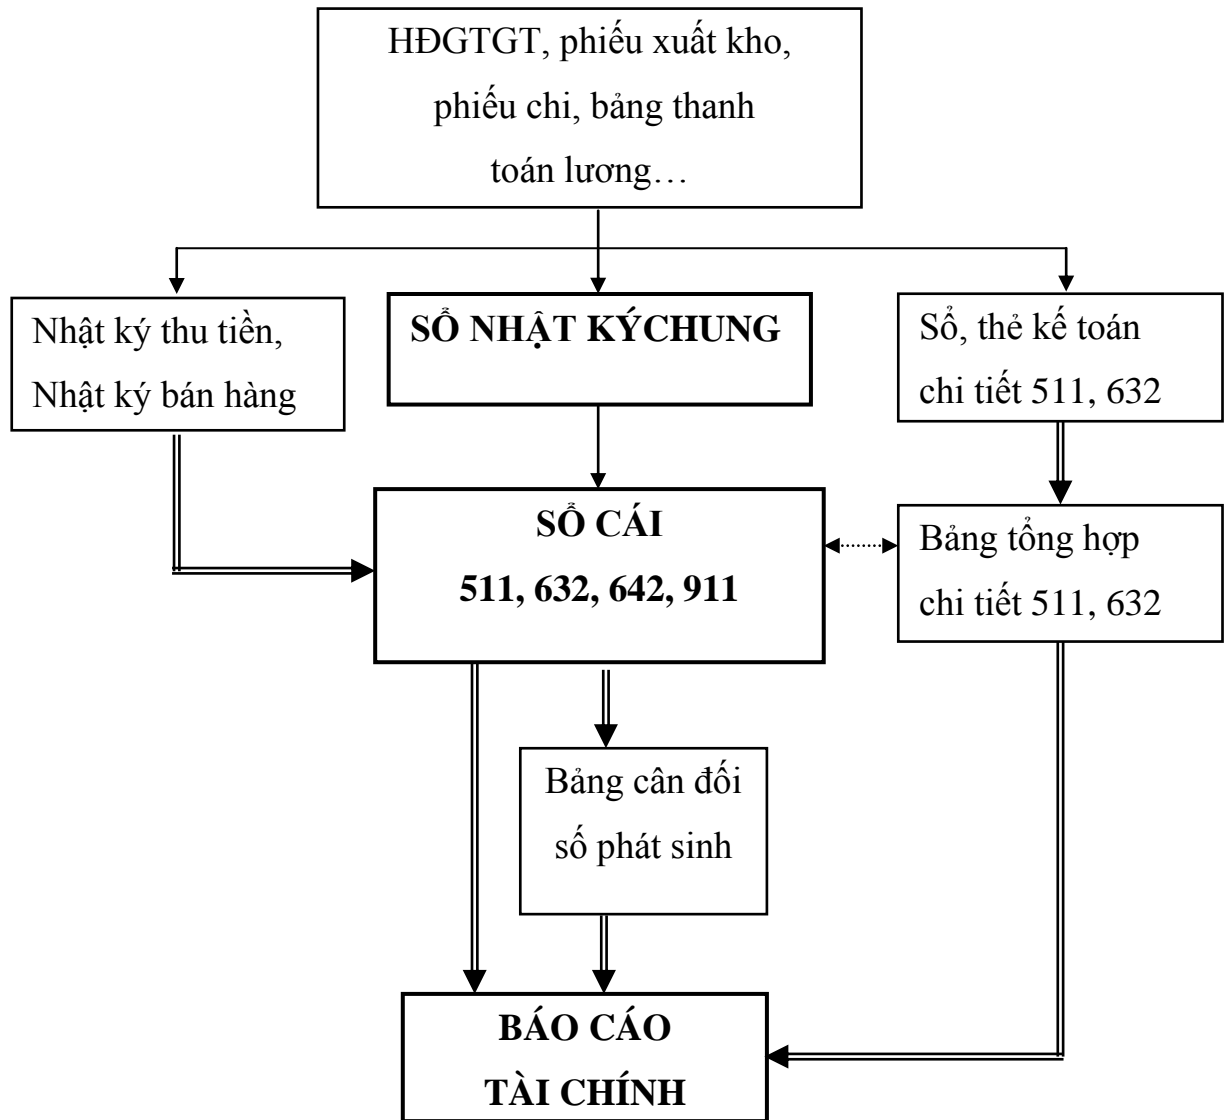 HĐGTGT, phiếu xuất kho,
phiếu chi, bảng thanh
toán lương…
Nhật ký thu tiền,
Nhật ký bán hàng
SỔ NHẬT KÝCHUNG
Sổ, thẻ kế toán
chi tiết 511, 632
SỔ CÁI
511, 632, 642, 911
Bảng tổng hợp
chi tiết 511, 632
Bảng cân đối
số phát sinh
BÁO CÁO
TÀI CHÍNH